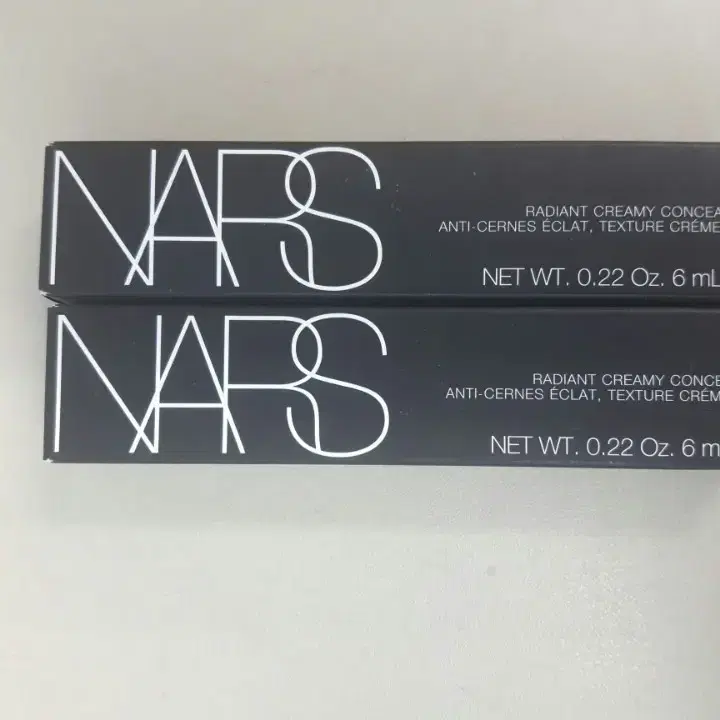 NARS
RADIANT CREAMY CONCEA
ANTI-CERNES ÉCLAT, TEXTURE CRÉME
NET WT. 0.22 Oz. 6 mL
NARS
RADIANT CREAMY CONCE
ANTI-CERNES ÉCLAT, TEXTURE CRÉM
NET WT. 0.22 Oz. 6 m